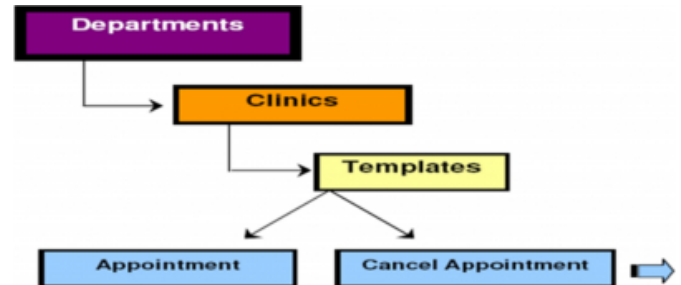 Departments
Clinics
Templates
Appointment
Cancel Appointment